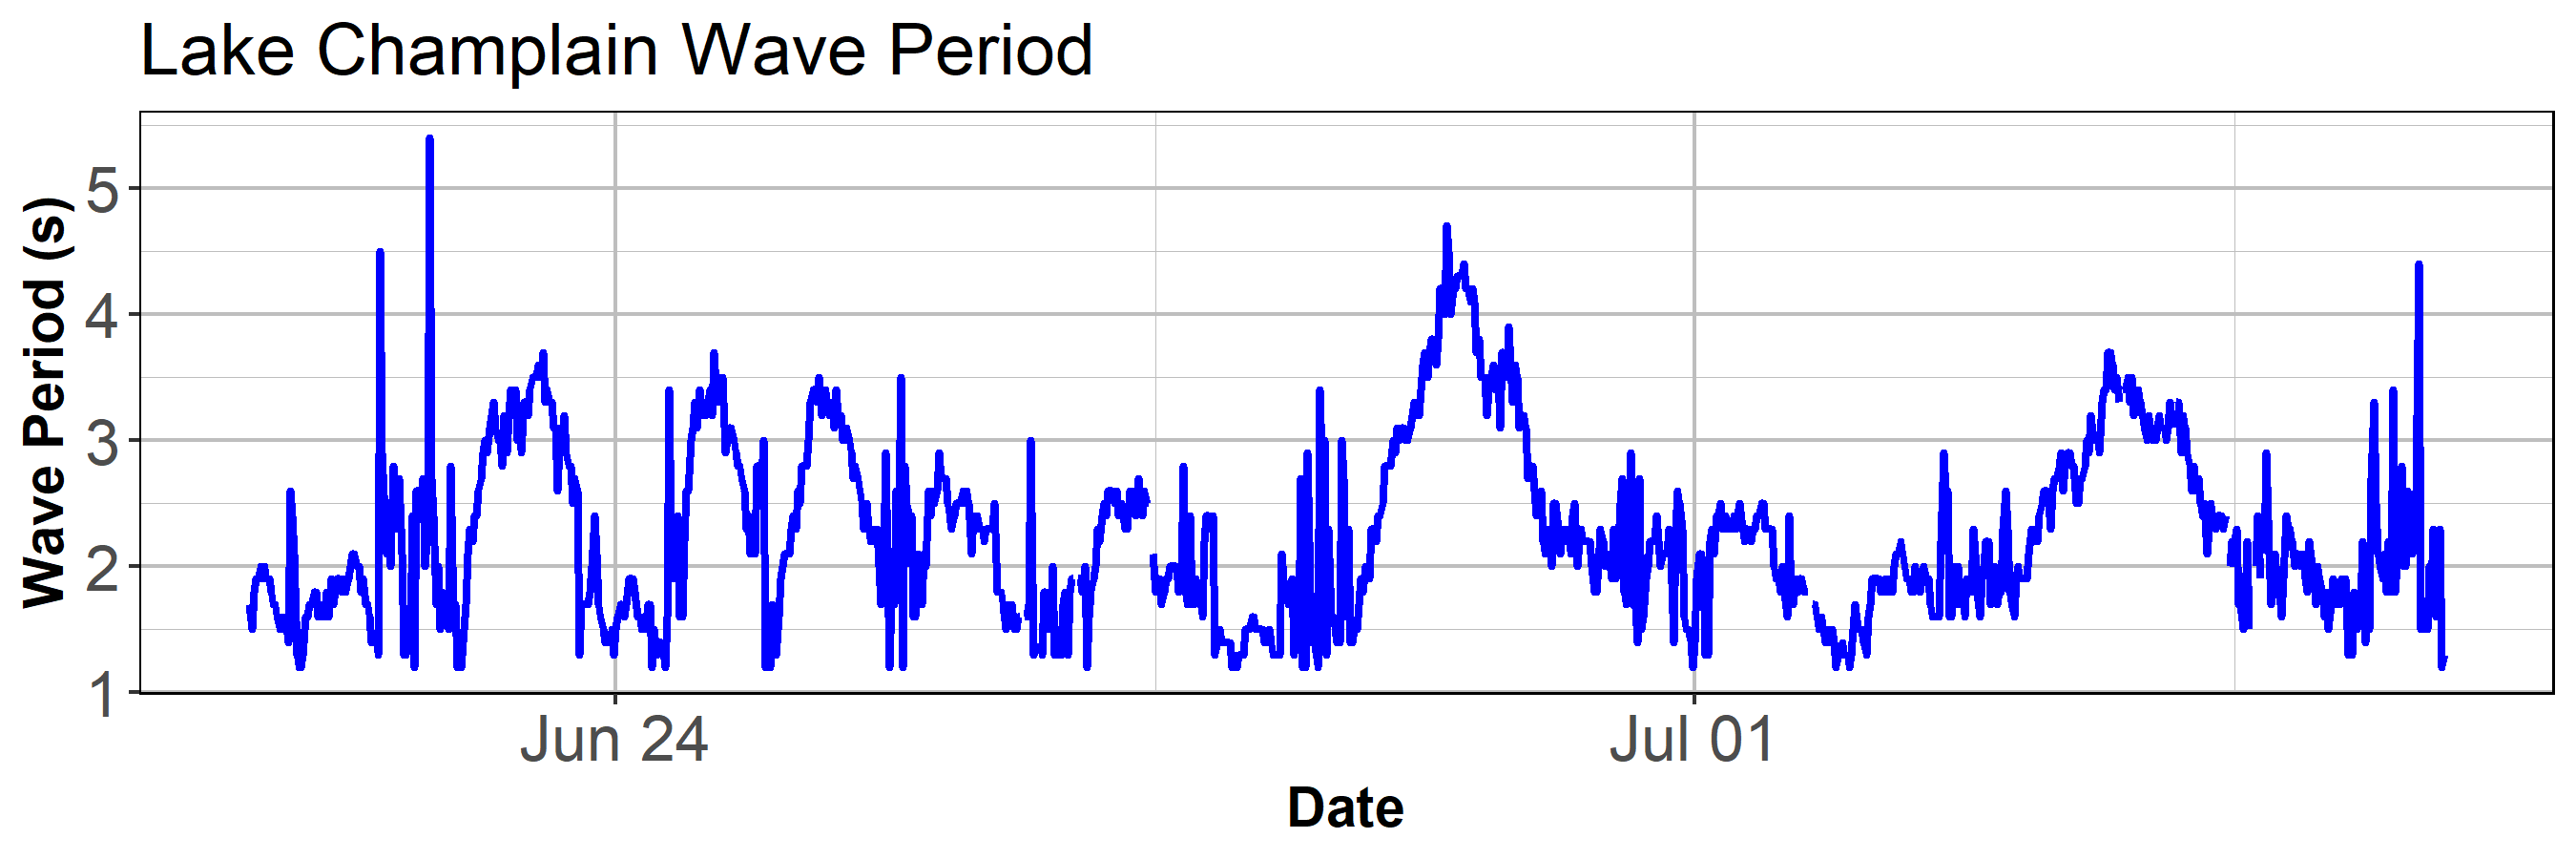 Lake Champlain Wave Period
Wave Period (s)
5
4
3
2
1
Jun 24
Jul 01
Date